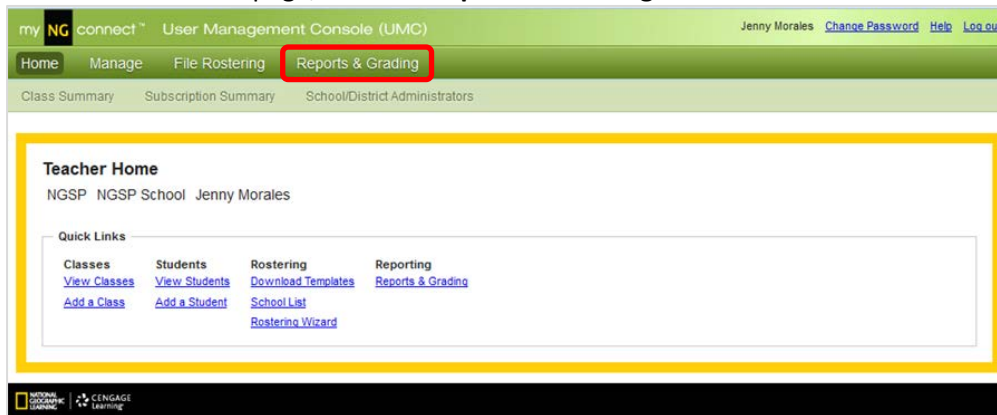 my NG connect™ User Management Console (UMC)
Jenny Morales Change Password Help Log ou
Home Manage File Rostering Reports & Grading
Class Summary Subscription Summary School/District Administrators
Teacher Home
NGSP NGSP School Jenny Morales
Quick Links
Classes Students Rostering Reporting
View Classes View Students Download Templates Reports & Grading
Add a Class Add a Student School List
Rostering Wizard
NATIONAL GEOGRAPHIC LEARNING
CENGAGE Learning